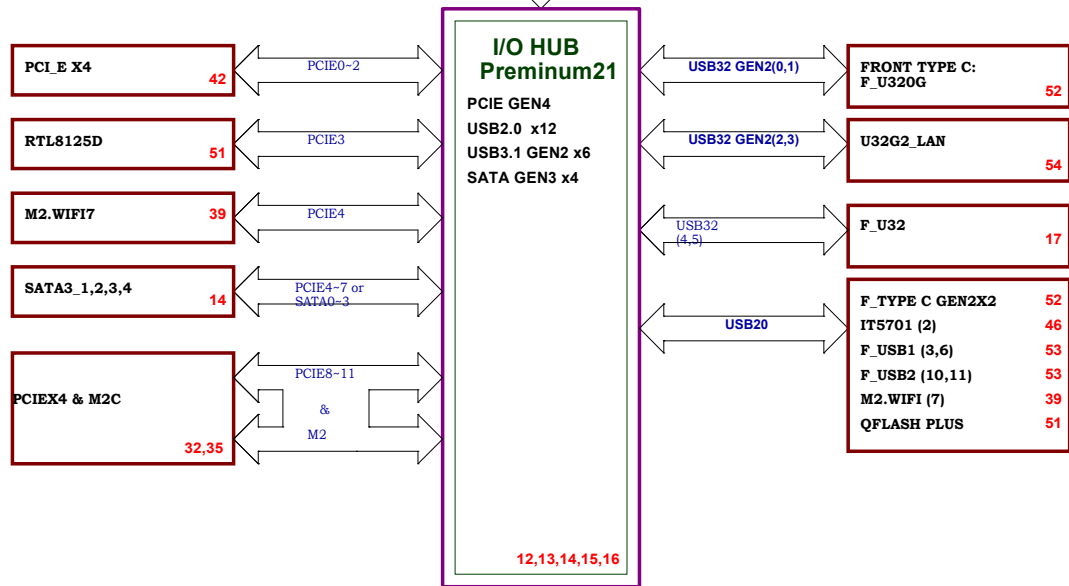 PCI_E X4
42
PCIE0~2
RTL8125D
51
PCIE3
M2.WIFI7
39
PCIE4
SATA3_1,2,3,4
14
PCIE4~7 or
SATA0~3
PCIEX4 & M2C
32,35
PCIE8~11
&
M2
I/O HUB
Preminum21
PCIE GEN4
USB2.0 x12
USB3.1 GEN2 x6
SATA GEN3 x4
12,13,14,15,16
USB32 GEN2(0,1)
FRONT TYPE C:
F_U320G
52
USB32 GEN2(2,3)
U32G2_LAN
54
USB32
(4,5)
F_U32
17
USB20
F_TYPE C GEN2X2 52
IT5701 (2) 46
F_USB1 (3,6) 53
F_USB2 (10,11) 53
M2.WIFI (7) 39
QFLASH PLUS 51